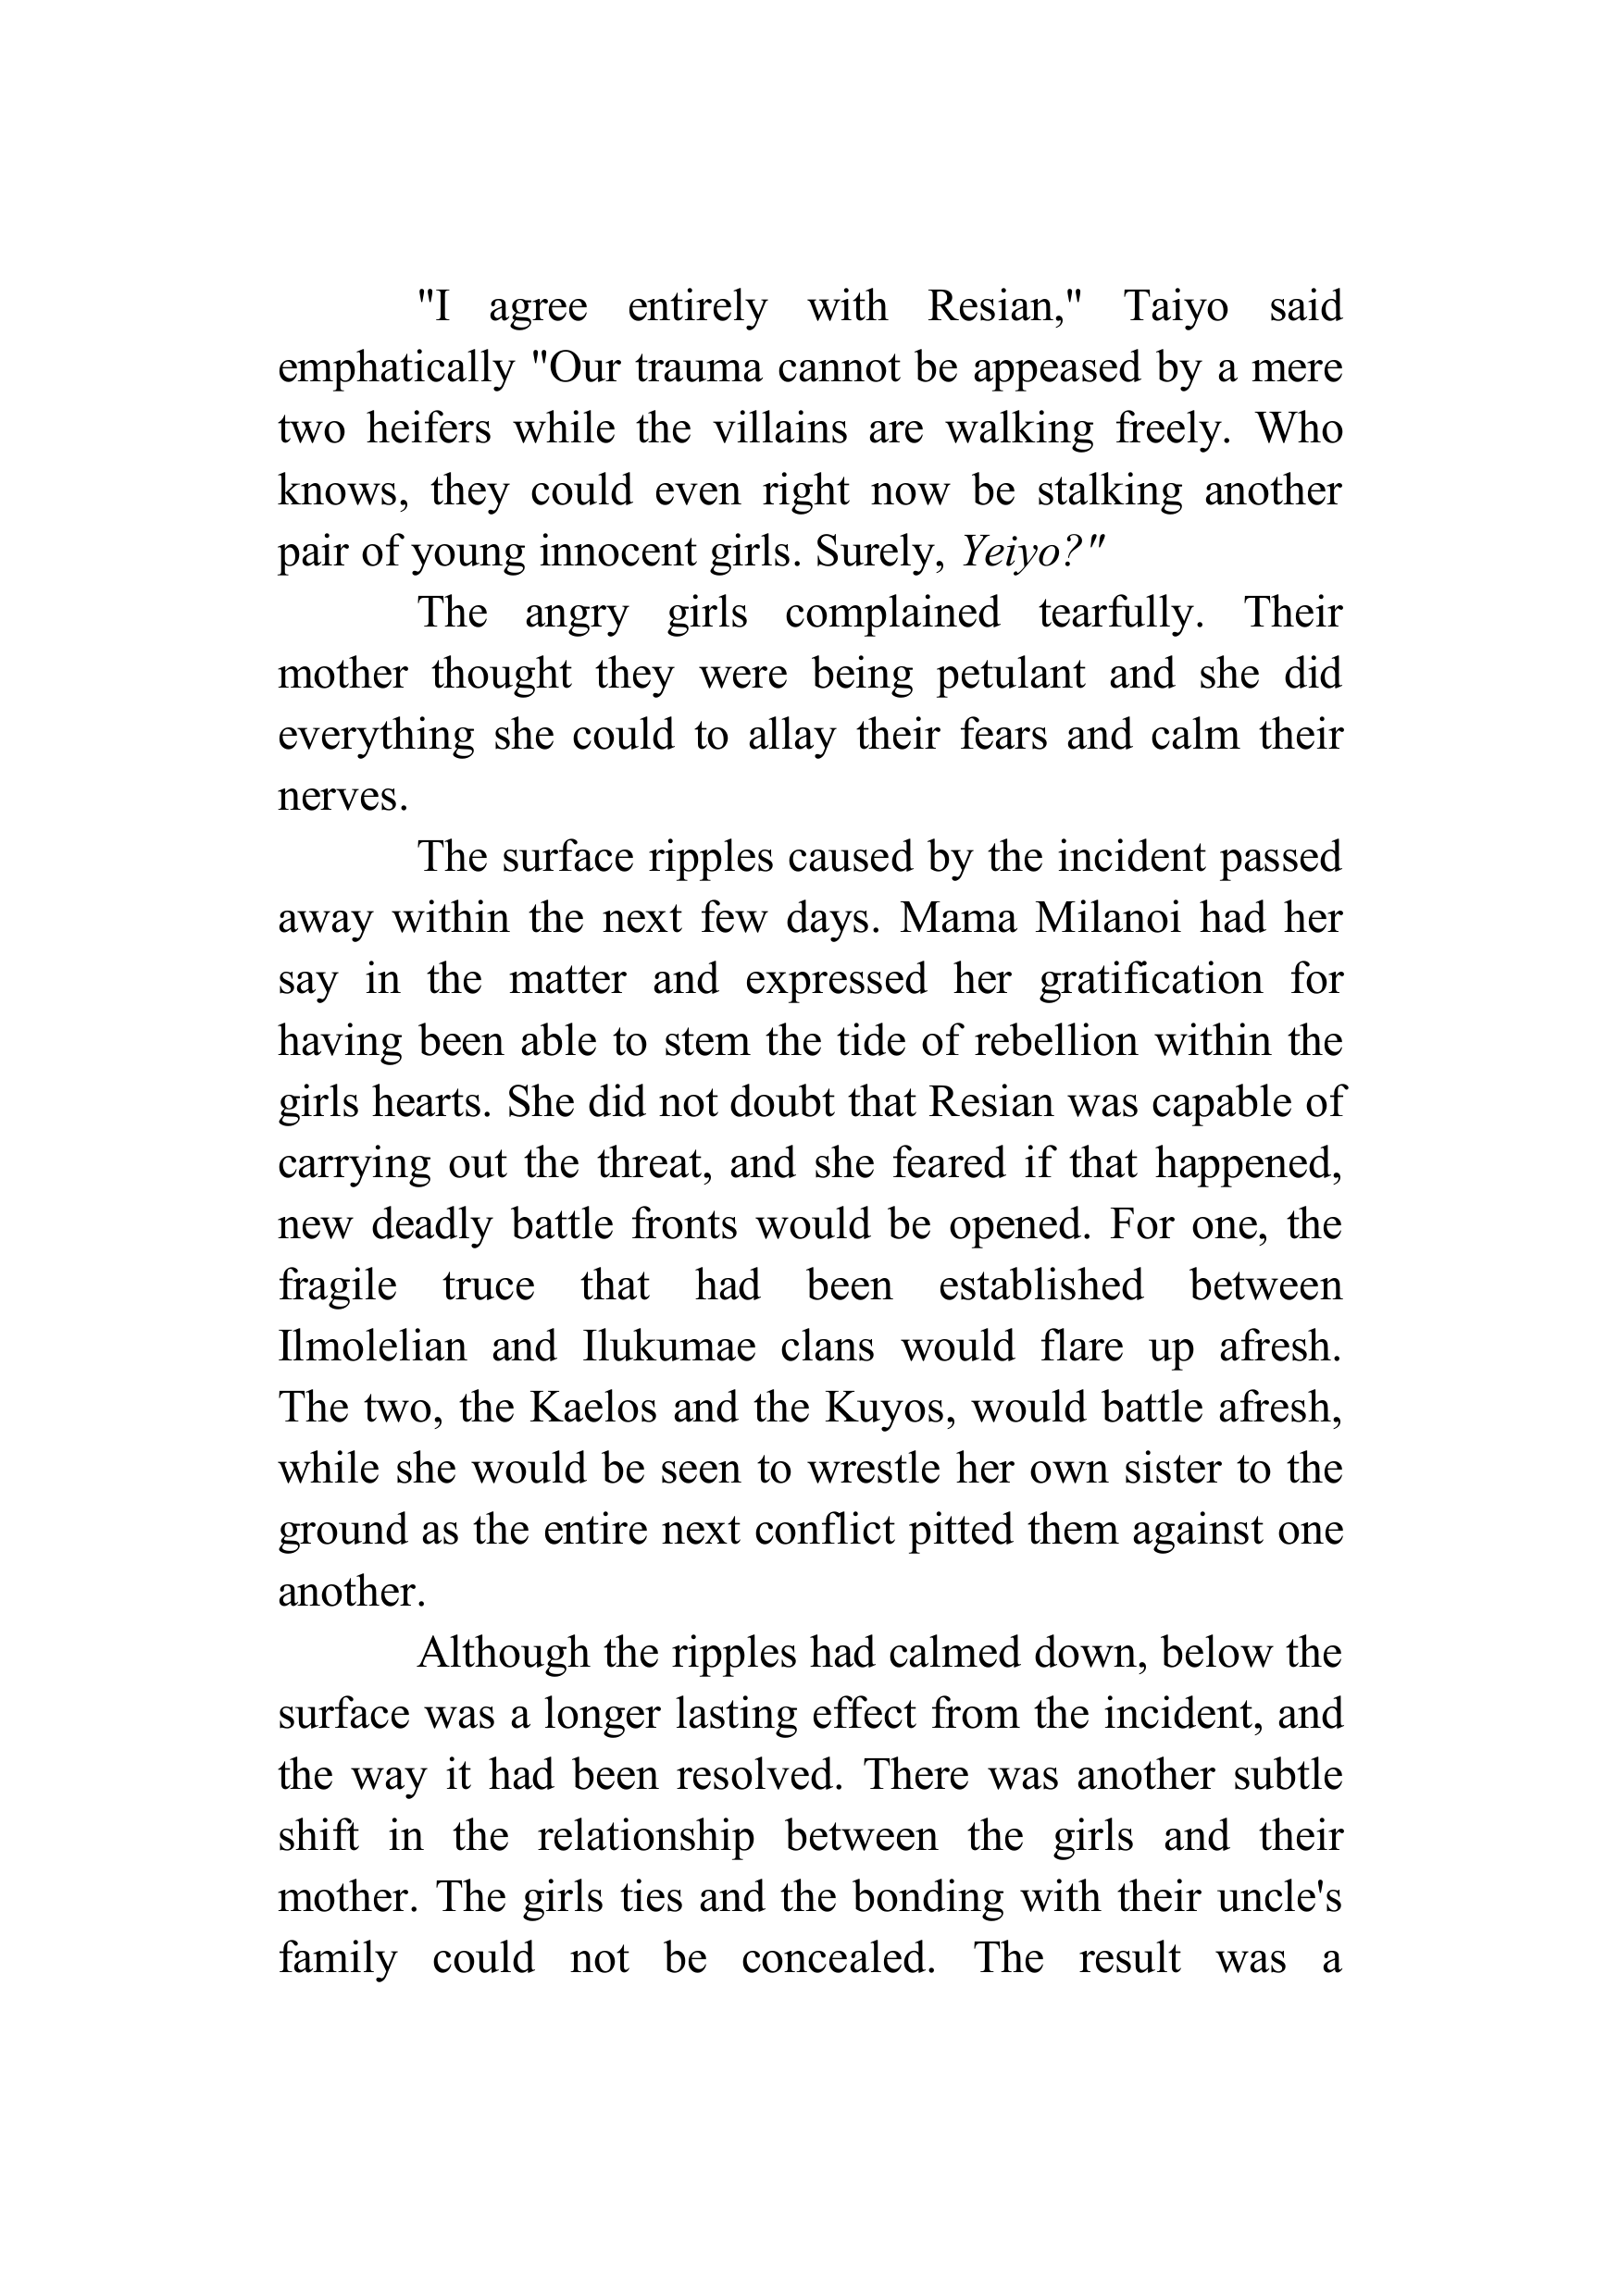 "I agree entirely with Resian," Taiyo said
emphatically "Our trauma cannot be appeased by a mere
two heifers while the villains are walking freely. Who
knows, they could even right now be stalking another
pair of young innocent girls. Surely, Yeiyo?"
The angry girls complained tearfully. Their
mother thought they were being petulant and she did
everything she could to allay their fears and calm their
nerves.
The surface ripples caused by the incident passed
away within the next few days. Mama Milanoi had her
say in the matter and expressed her gratification for
having been able to stem the tide of rebellion within the
girls hearts. She did not doubt that Resian was capable of
carrying out the threat, and she feared if that happened,
new deadly battle fronts would be opened. For one, the
fragile truce that had been established between
Ilmolelian and Ilukumae clans would flare up afresh.
The two, the Kaelos and the Kuyos, would battle afresh,
while she would be seen to wrestle her own sister to the
ground as the entire next conflict pitted them against one
another.
Although the ripples had calmed down, below the
surface was a longer lasting effect from the incident, and
the way it had been resolved. There was another subtle
shift in the relationship between the girls and their
mother. The girls ties and the bonding with their uncle's
family could not be concealed. The result was a